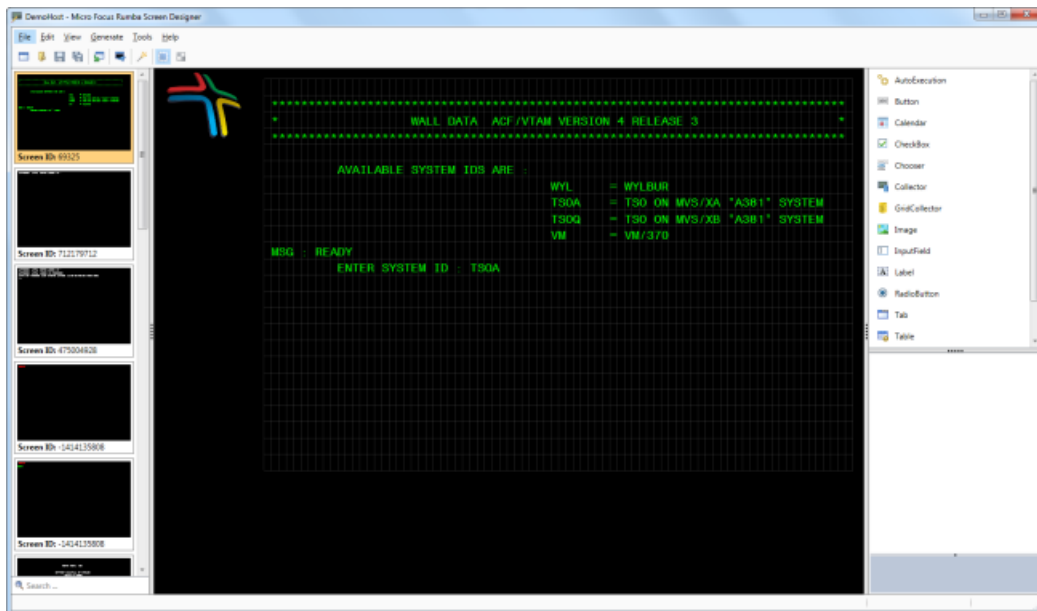 DemoHost - Micro Focus Rumba Screen Designer
File Edit View Generate Tools Help
Screen ID: 69325
Screen ID: 712179712
Screen ID: 475004928
Screen ID: -1414135808
Screen ID: -1414135808
Search...
****************************************************************************
* WALL DATA ACF/VTAM VERSION 4 RELEASE 3 *
****************************************************************************
AVAILABLE SYSTEM IDS ARE :
WYL = WYLBUR
TSOA = TSO ON MVS/XA "A381" SYSTEM
TSOQ = TSO ON MVS/XB "A381" SYSTEM
VM = VM/370
MSG : READY
ENTER SYSTEM ID : TSOA
AutoExecution
Button
Calendar
CheckBox
Chooser
Collector
GridCollector
Image
InputField
Label
RadioButton
Tab
Table